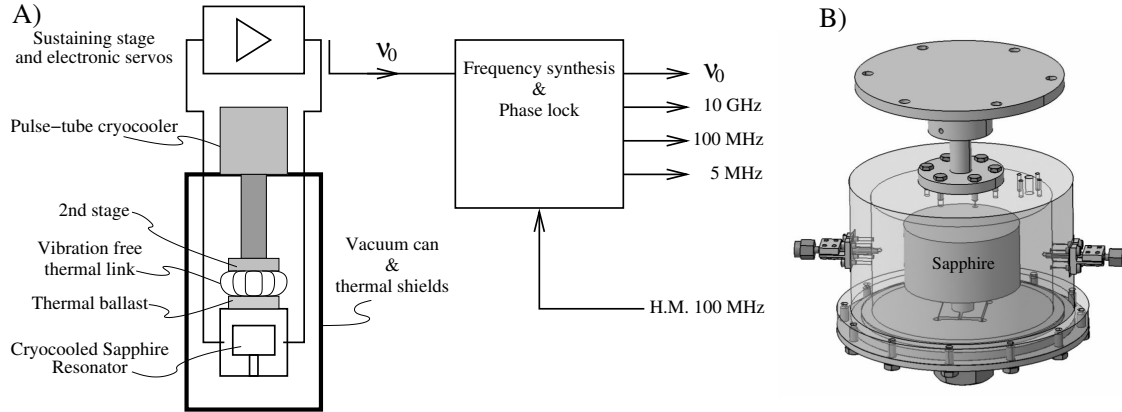 A)
Sustaining stage
and electronic servos
Pulse-tube cryocooler
2nd stage
Vibration free
thermal link
Thermal ballast
Cryocooled Sapphire
Resonator
Vacuum can
&
thermal shields
ν0
Frequency synthesis
&
Phase lock
ν0
10 GHz
100 MHz
5 MHz
H.M. 100 MHz
B)
Sapphire